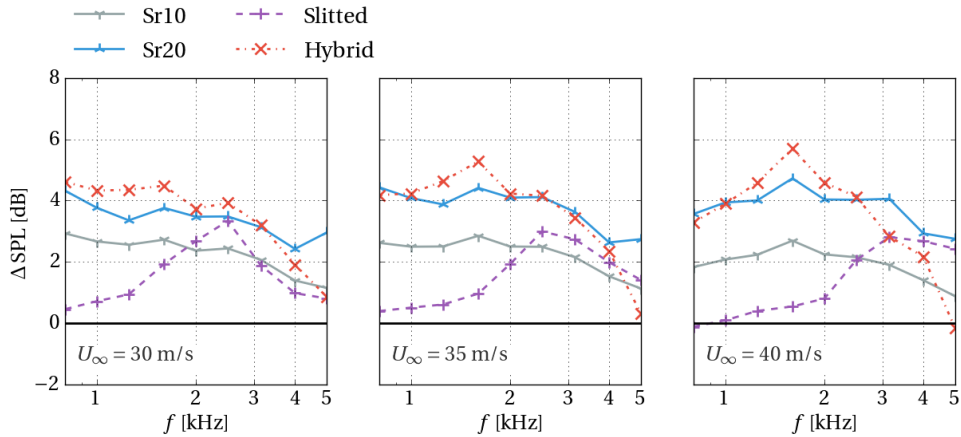 Sr10
Slitted
Sr20
Hybrid
Δ SPL [dB]
8
6
4
2
0
−2
U∞ = 30 m/s
U∞ = 35 m/s
U∞ = 40 m/s
1 2 3 4 5
1 2 3 4 5
1 2 3 4 5
f [kHz]
f [kHz]
f [kHz]